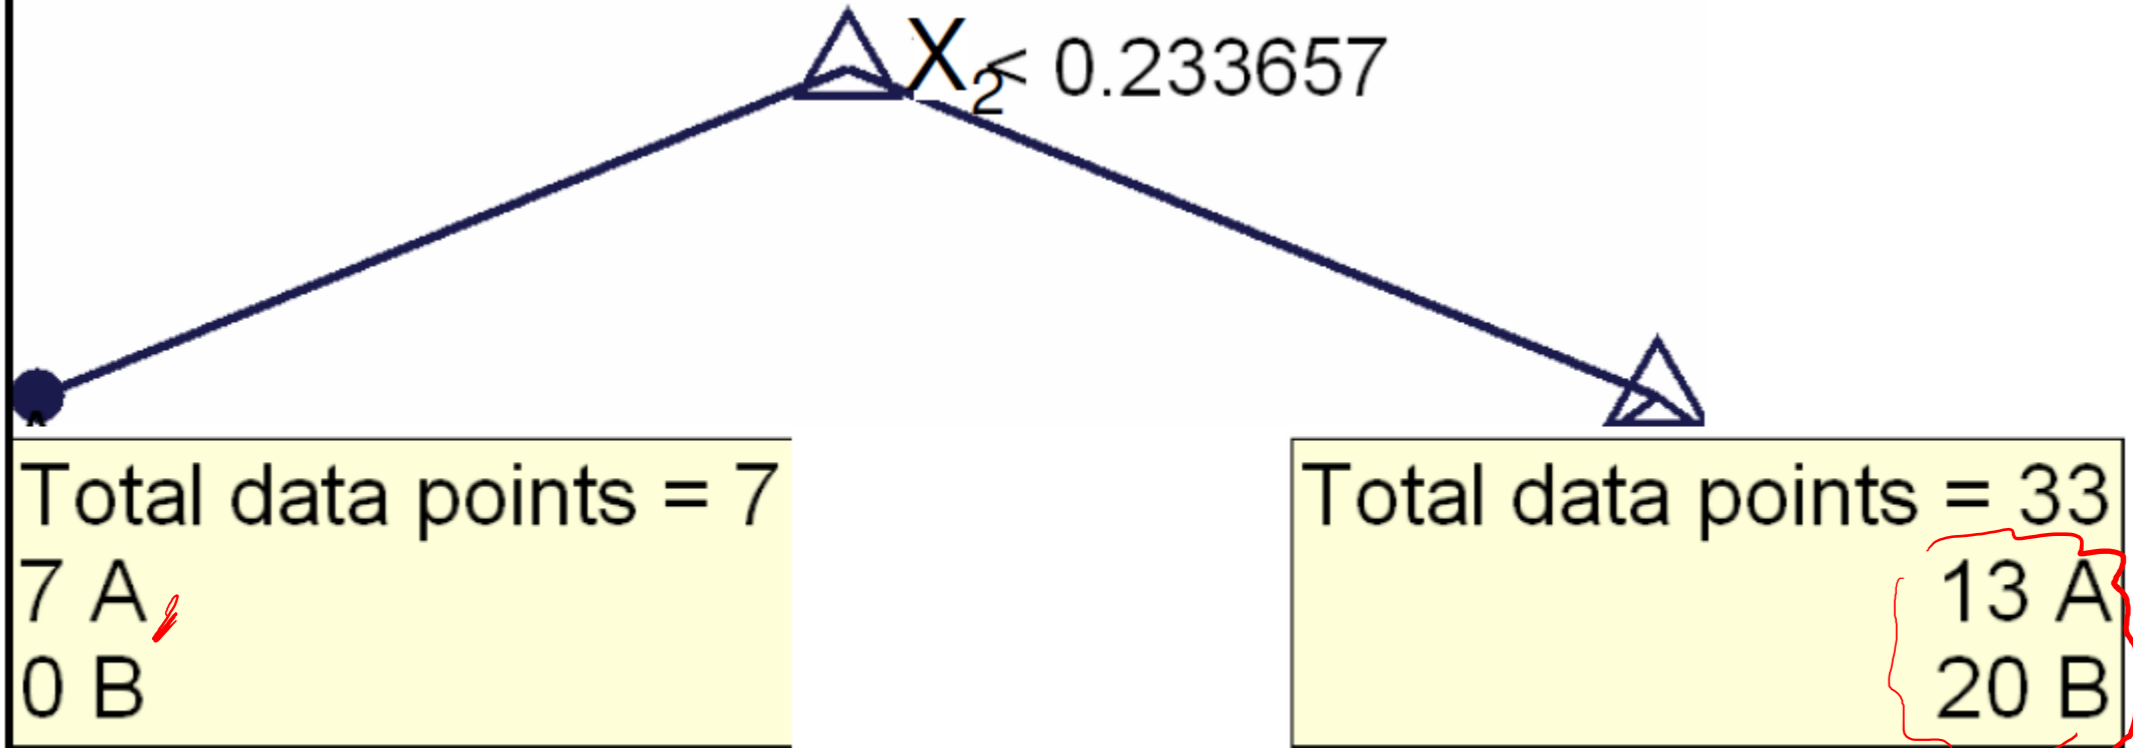 X₂< 0.233657
A
Total data points = 7
7 A
0 B
Total data points = 33
13 A
20 B